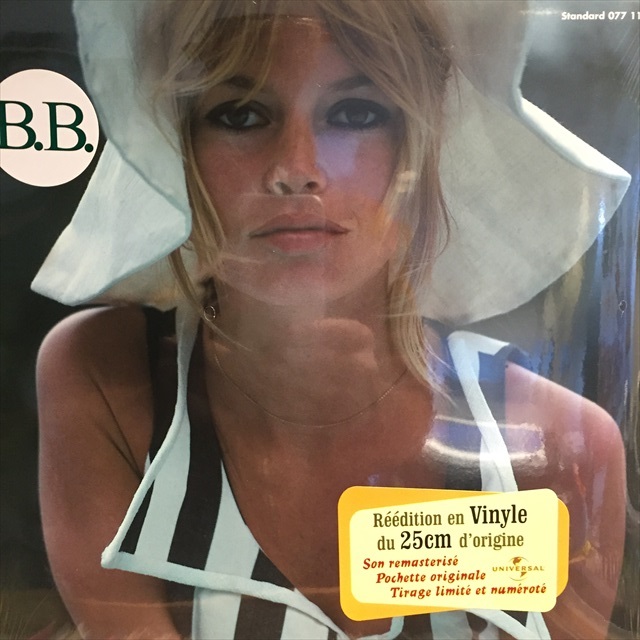 Standard 077 11
B.B.
Réédition en Vinyle
du 25cm d'origine
Son remasterisé
Pochette originale
UNIVERSAL
Tirage limité et numéroté